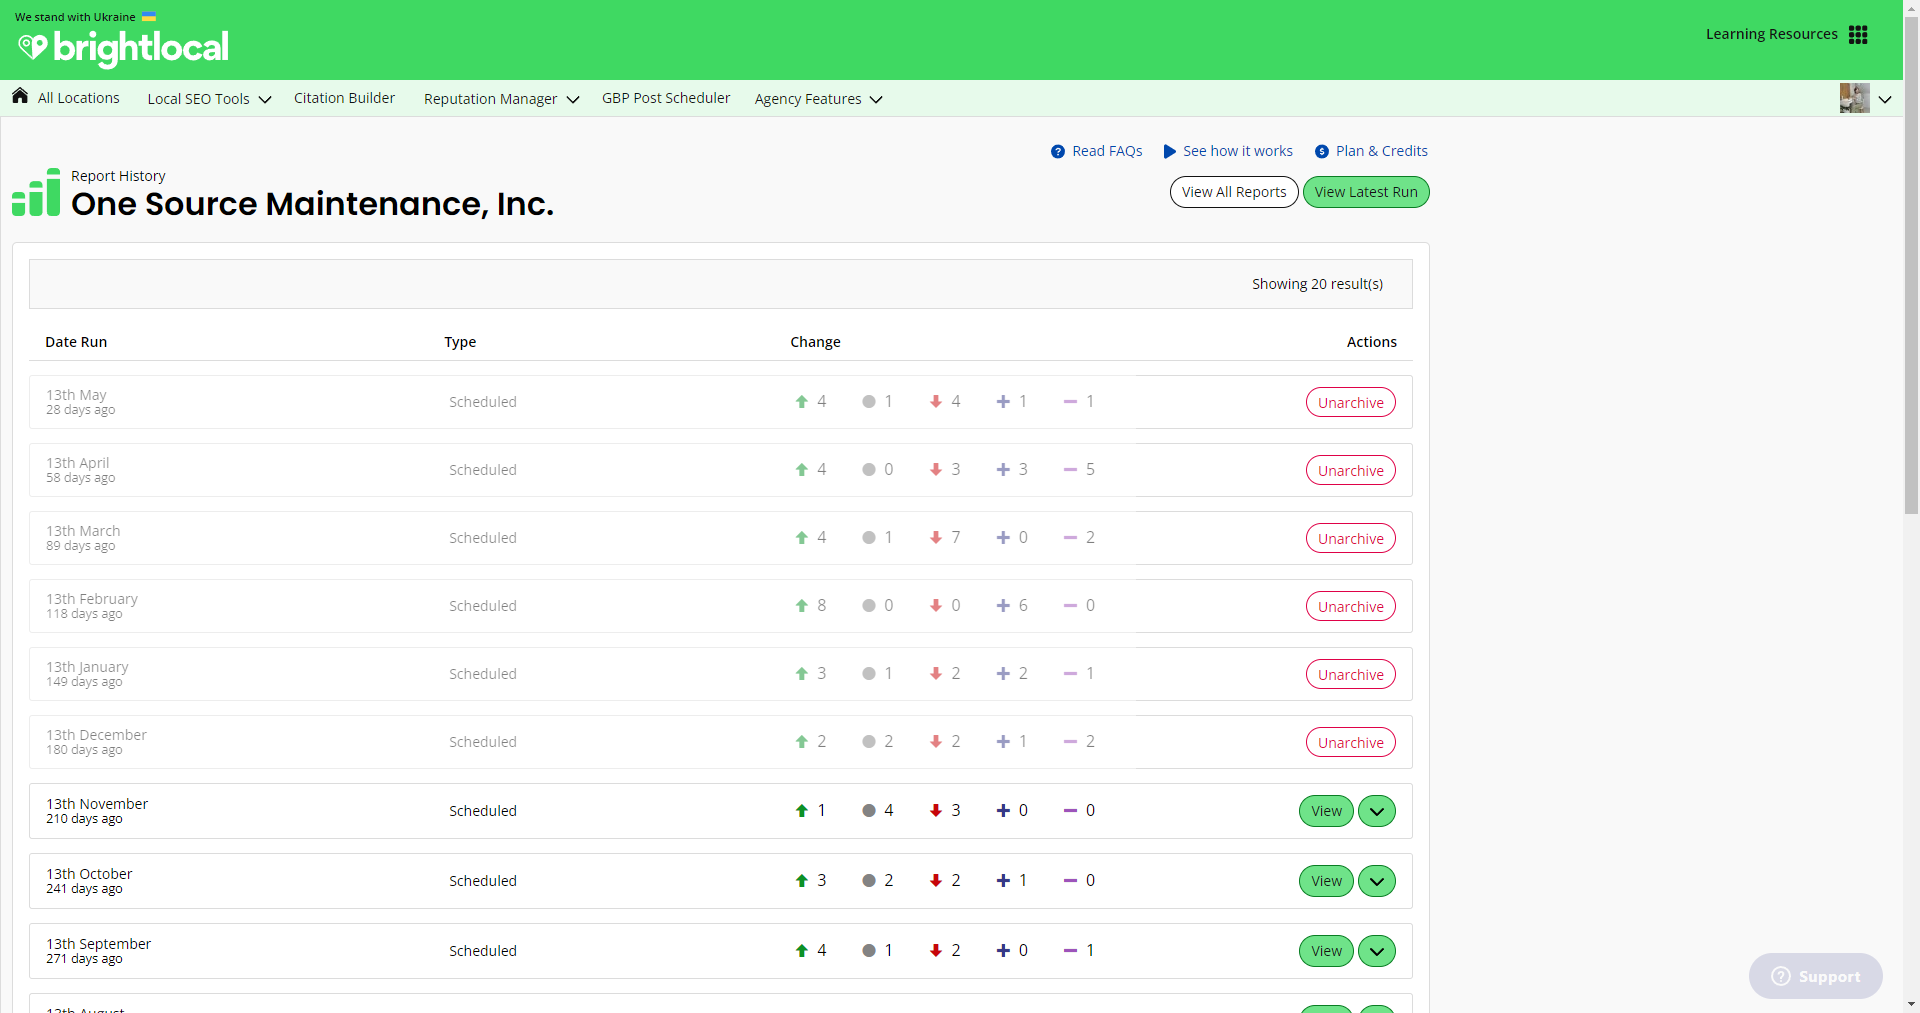 We stand with Ukraine
brightlocal
Learning Resources
All Locations Local SEO Tools Citation Builder Reputation Manager GBP Post Scheduler Agency Features
Read FAQs See how it works Plan & Credits
Report History
One Source Maintenance, Inc.
View All Reports View Latest Run
Showing 20 result(s)
Date Run Type Change Actions
13th May
28 days ago
Scheduled 4 1 4 1 1 Unarchive
13th April
58 days ago
Scheduled 4 0 3 3 5 Unarchive
13th March
89 days ago
Scheduled 4 1 7 0 2 Unarchive
13th February
118 days ago
Scheduled 8 0 0 6 0 Unarchive
13th January
149 days ago
Scheduled 3 1 2 2 1 Unarchive
13th December
180 days ago
Scheduled 2 2 2 1 2 Unarchive
13th November
210 days ago
Scheduled 1 4 3 0 0 View
13th October
241 days ago
Scheduled 3 2 2 1 0 View
13th September
271 days ago
Scheduled 4 1 2 0 1 View
Support
13th August